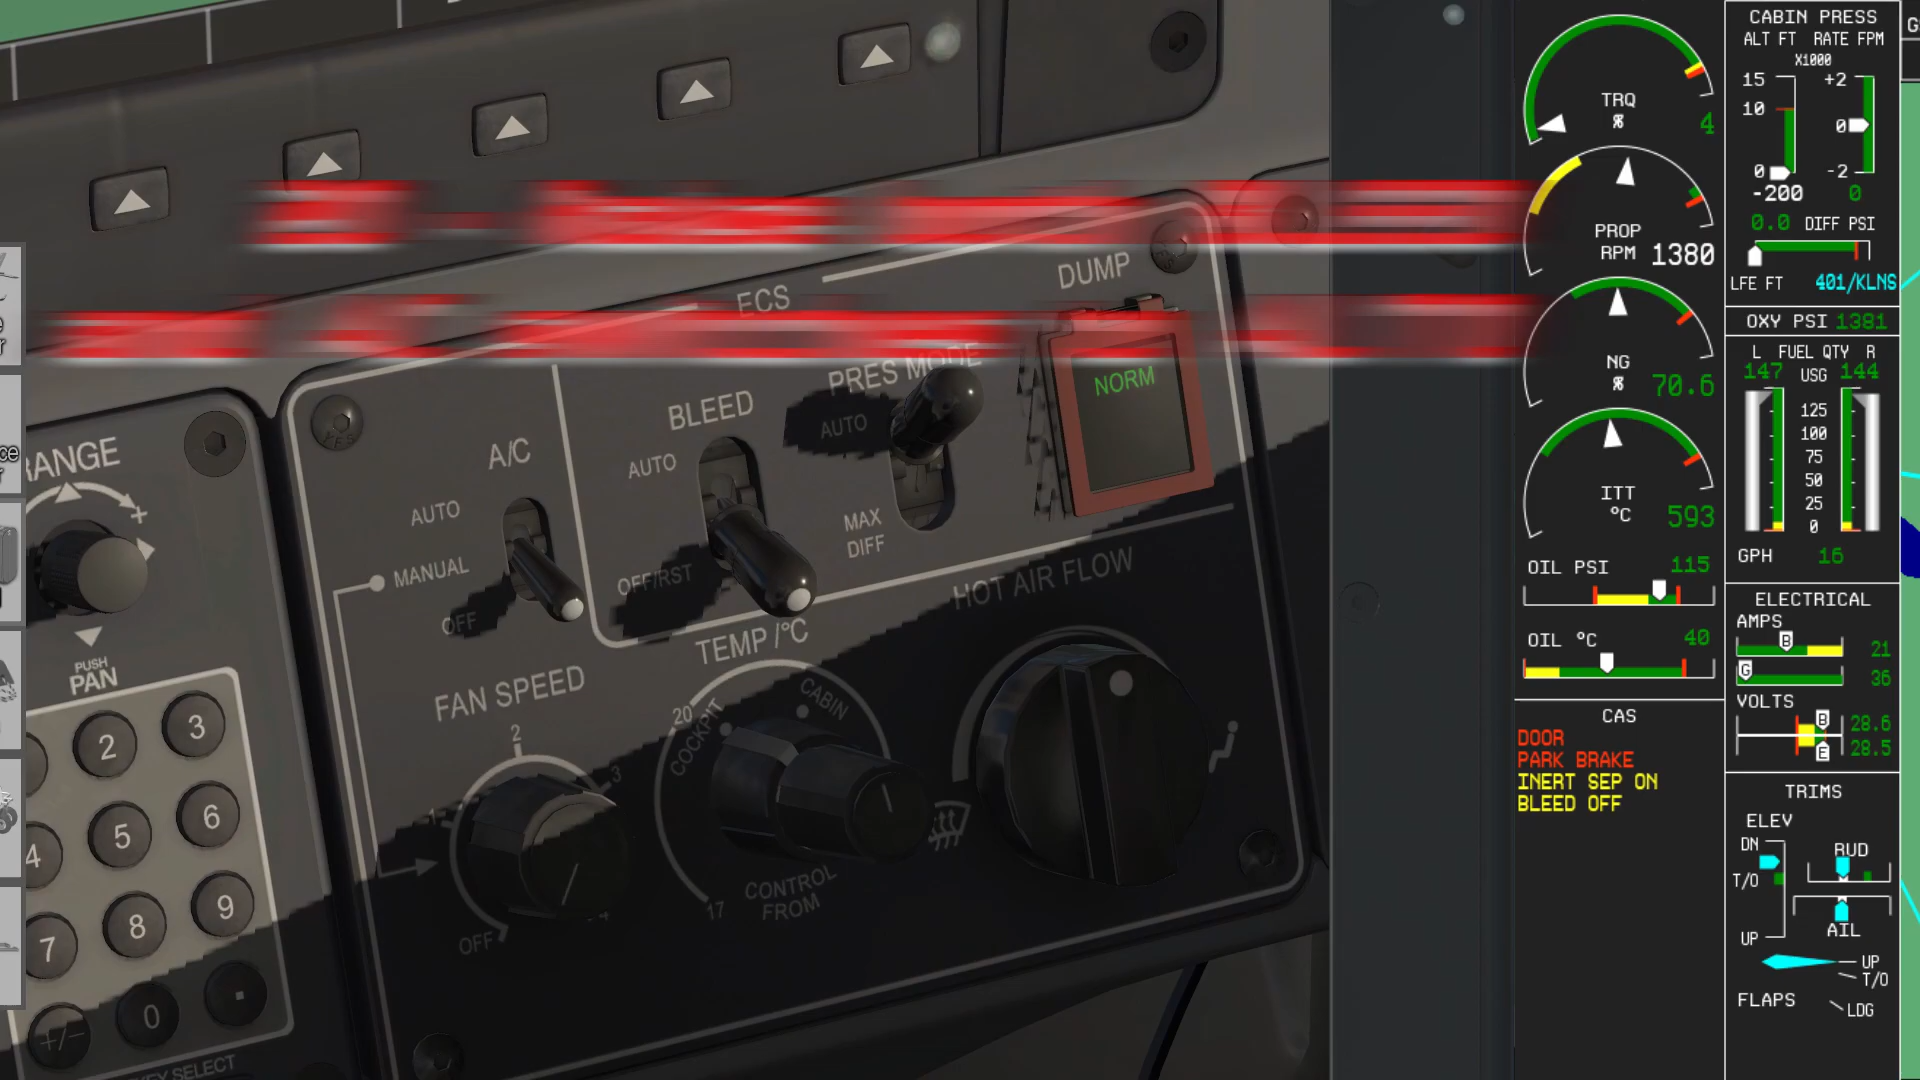 RANGE
PUSH
PAN
2
3
4
5
6
7
8
9
+/-
0
KEY SELECT
ECS
DUMP
NORM
PRES MODE
AUTO
MAX
DIFF
BLEED
AUTO
OFF/RST
A/C
AUTO
MANUAL
OFF
HOT AIR FLOW
TEMP /°C
20
COCKPIT
CABIN
17
CONTROL
FROM
FAN SPEED
1
2
3
4
OFF
TRQ
%
4
PROP
RPM 1380
NG
% 70.6
ITT
°C 593
OIL PSI 115
OIL °C 40
CAS
DOOR
PARK BRAKE
INERT SEP ON
BLEED OFF
CABIN PRESS
ALT FT RATE FPM
X1000
15 +2
10
0
0 -2
-200 0
0.0 DIFF PSI
LFE FT 401/KLNS
OXY PSI 1381
L FUEL QTY R
147 USG 144
125
100
75
50
25
0
GPH 16
ELECTRICAL
AMPS
B 21
G 36
VOLTS
B 28.6
E 28.5
TRIMS
ELEV
DN RUD
T/O
UP AIL
UP
T/O
FLAPS LDG